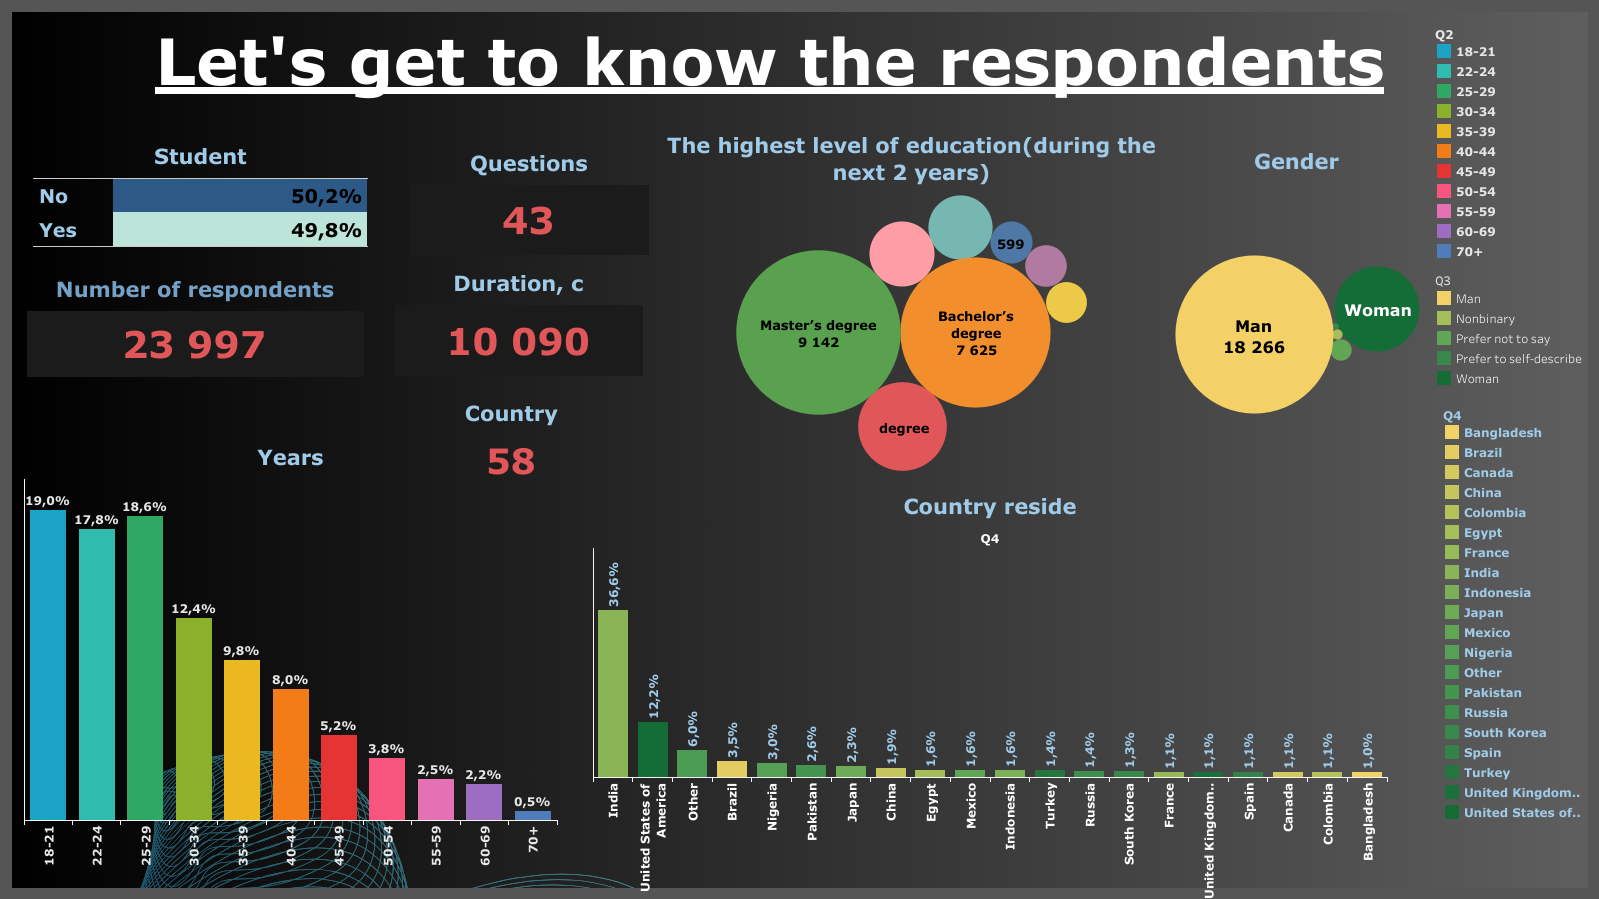 Let's get to know the respondents
Student
No 50,2%
Yes 49,8%
Questions
43
Number of respondents
23 997
Duration, c
10 090
Country
58
The highest level of education(during the
next 2 years)
599
Master’s degree
9 142
Bachelor’s
degree
7 625
degree
Gender
Man
18 266
Woman
Years
19,0%
17,8%
18,6%
12,4%
9,8%
8,0%
5,2%
3,8%
2,5%
2,2%
0,5%
18-21
22-24
25-29
30-34
35-39
40-44
45-49
50-54
55-59
60-69
70+
Country reside
Q4
36,6%
12,2%
6,0%
3,5%
3,0%
2,6%
2,3%
1,9%
1,6%
1,6%
1,6%
1,4%
1,4%
1,3%
1,1%
1,1%
1,1%
1,1%
1,1%
1,0%
India
United States of
America
Other
Brazil
Nigeria
Pakistan
Japan
China
Egypt
Mexico
Indonesia
Turkey
Russia
South Korea
France
United Kingdom..
Spain
Canada
Colombia
Bangladesh
Q2
18-21
22-24
25-29
30-34
35-39
40-44
45-49
50-54
55-59
60-69
70+
Q3
Man
Nonbinary
Prefer not to say
Prefer to self-describe
Woman
Q4
Bangladesh
Brazil
Canada
China
Colombia
Egypt
France
India
Indonesia
Japan
Mexico
Nigeria
Other
Pakistan
Russia
South Korea
Spain
Turkey
United Kingdom..
United States of..